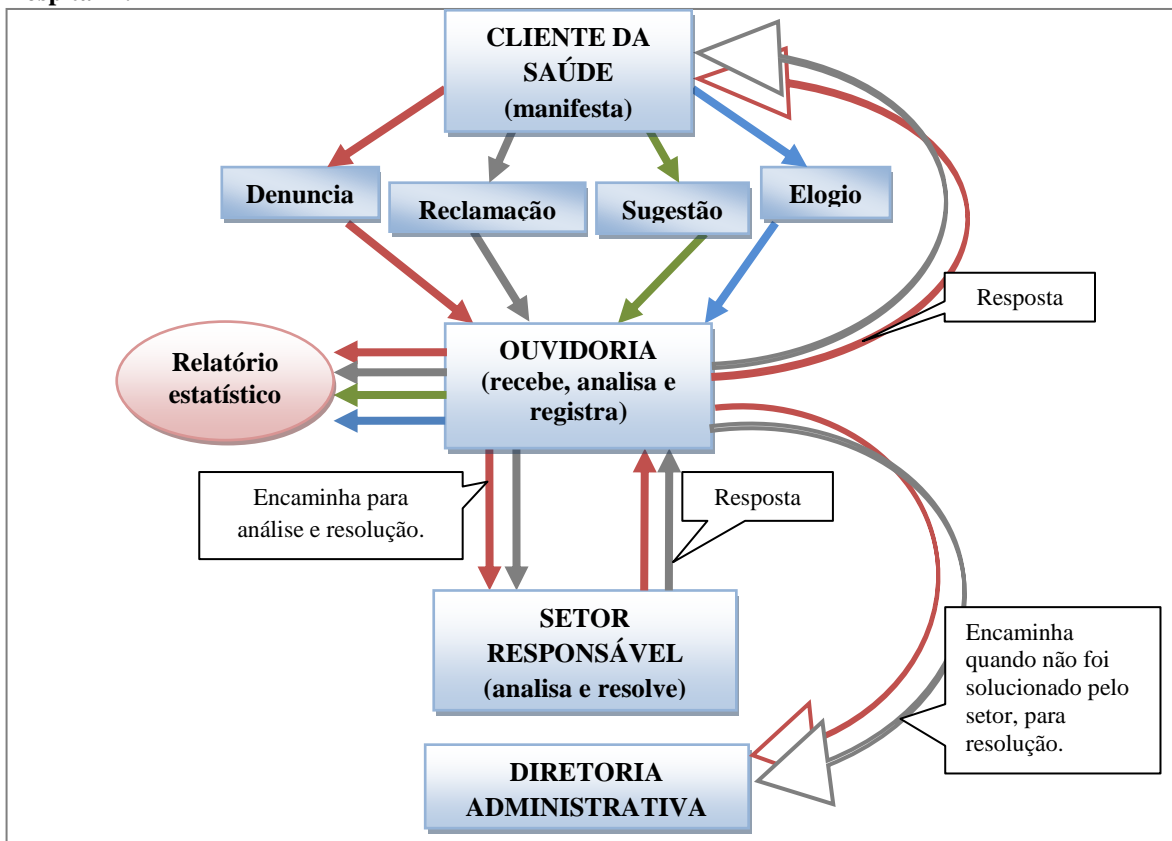 CLIENTE DA
SAÚDE
(manifesta)
Denuncia
Reclamação
Sugestão
Elogio
Resposta
Relatório
estatístico
OUVIDORIA
(recebe, analisa e
registra)
Encaminha para
análise e resolução.
Resposta
SETOR
RESPONSÁVEL
(analisa e resolve)
Encaminha
quando não foi
solucionado pelo
setor, para
resolução.
DIRETORIA
ADMINISTRATIVA